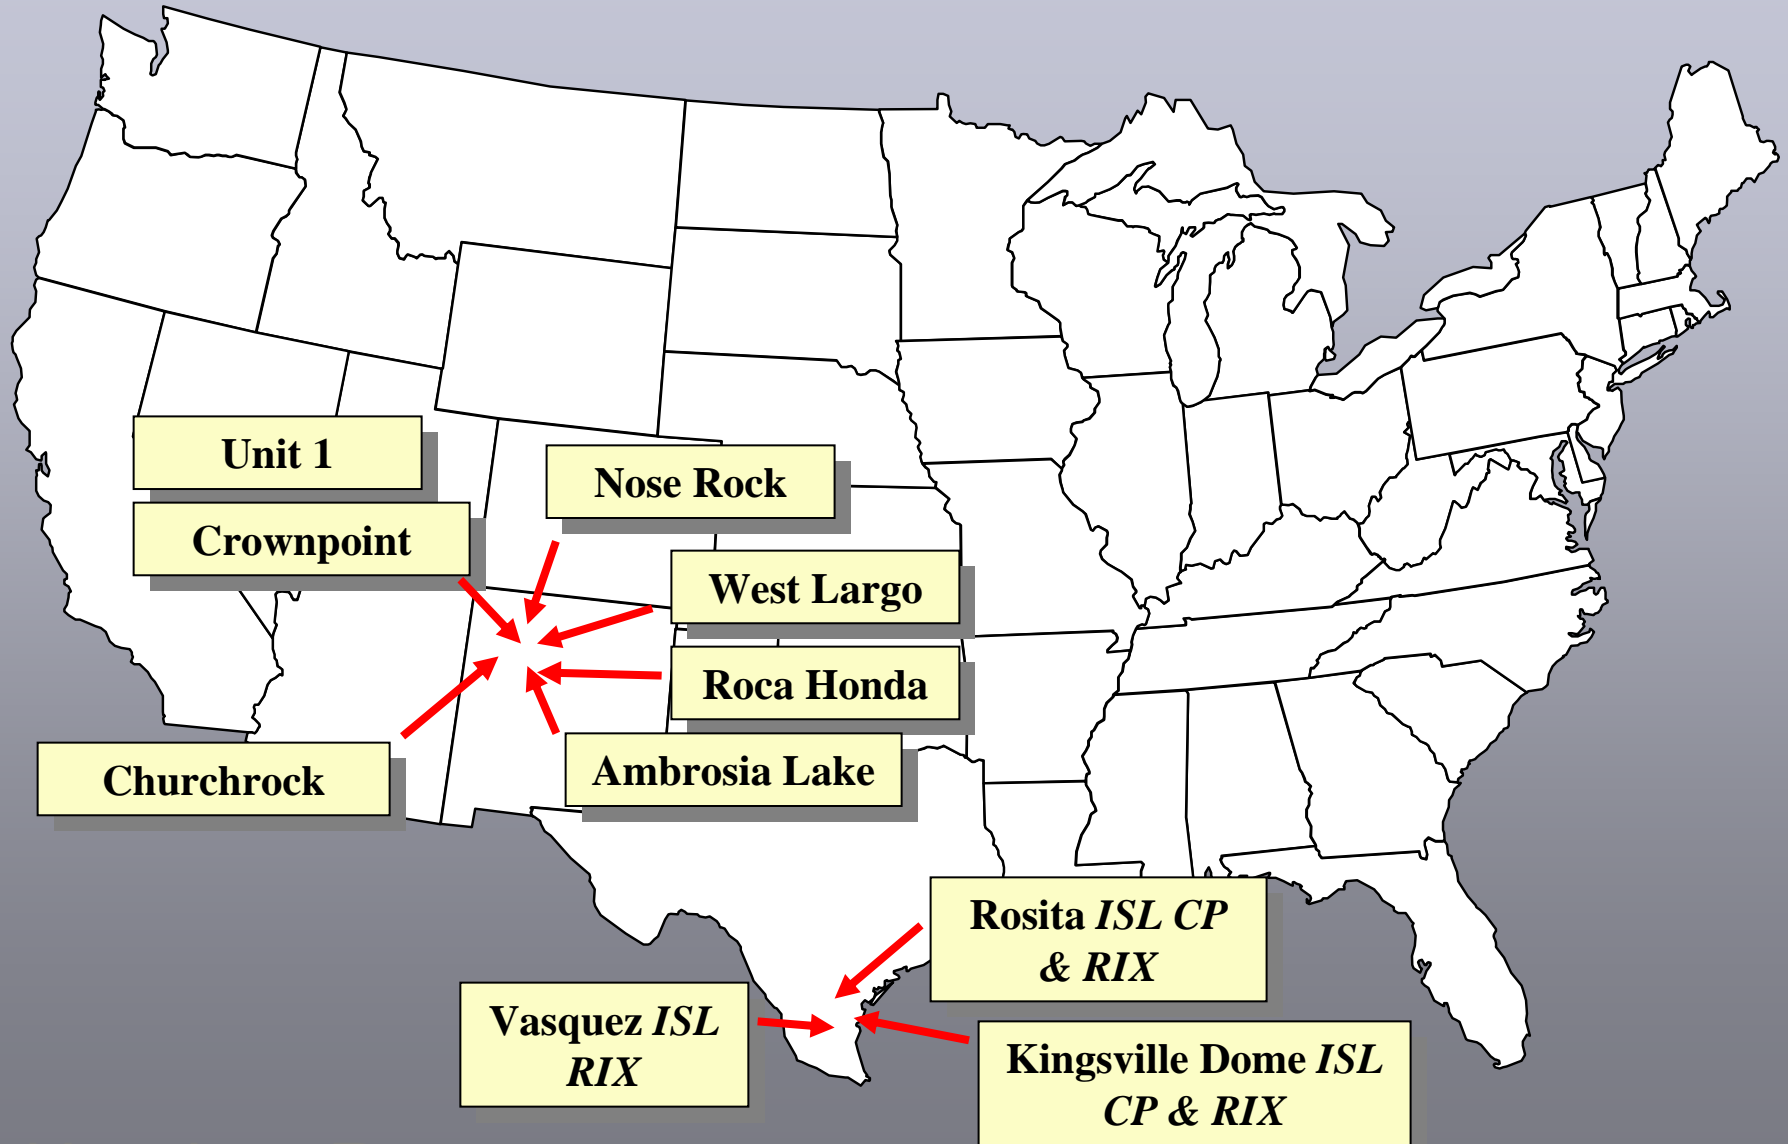 Unit 1
Nose Rock
Crownpoint
West Largo
Roca Honda
Churchrock
Ambrosia Lake
Rosita ISL CP
& RIX
Vasquez ISL
RIX
Kingsville Dome ISL
CP & RIX